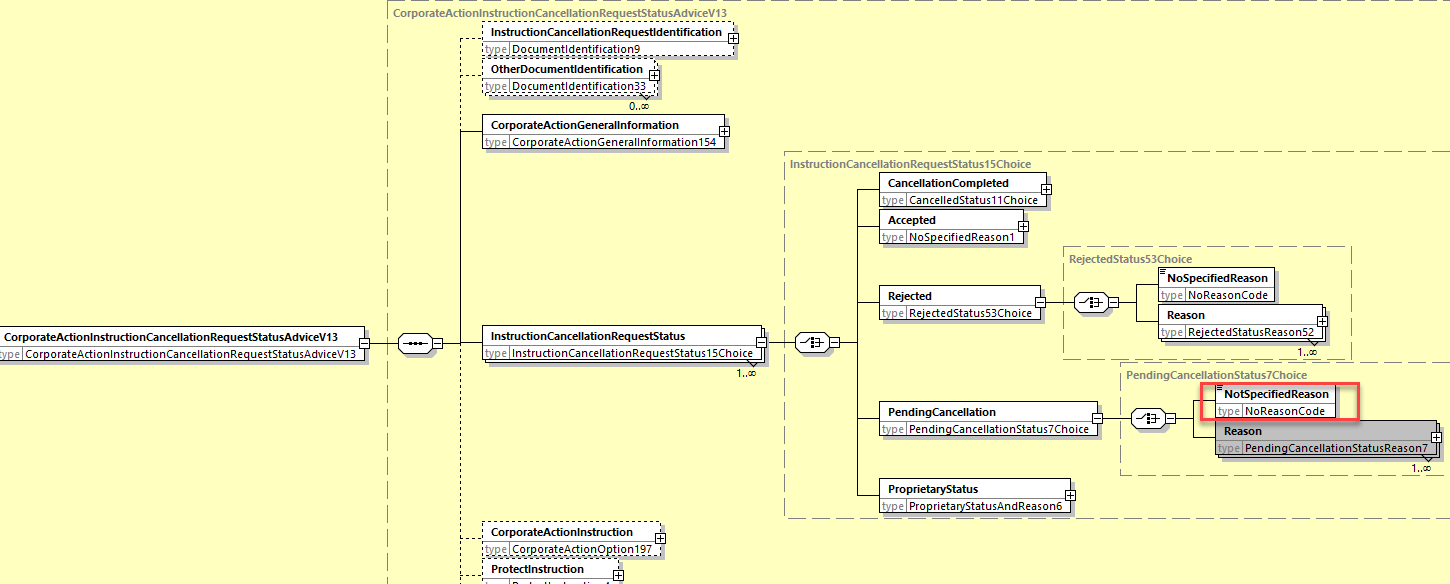 CorporateActionInstructionCancellationRequestStatusAdviceV13
InstructionCancellationRequestIdentification
type DocumentIdentification9
OtherDocumentIdentification
type DocumentIdentification33
0..∞
CorporateActionGeneralInformation
type CorporateActionGeneralInformation154
InstructionCancellationRequestStatus15Choice
CancellationCompleted
type CancelledStatus11Choice
Accepted
type NoSpecifiedReason1
RejectedStatus53Choice
NoSpecifiedReason
type NoReasonCode
Rejected
type RejectedStatus53Choice
Reason
type RejectedStatusReason52
1..∞
CorporateActionInstructionCancellationRequestStatusAdviceV13
type CorporateActionInstructionCancellationRequestStatusAdviceV13
InstructionCancellationRequestStatus
type InstructionCancellationRequestStatus15Choice
1..∞
PendingCancellationStatus7Choice
NotSpecifiedReason
type NoReasonCode
PendingCancellation
type PendingCancellationStatus7Choice
Reason
type PendingCancellationStatusReason7
1..∞
ProprietaryStatus
type ProprietaryStatusAndReason6
CorporateActionInstruction
type CorporateActionOption197
ProtectInstruction